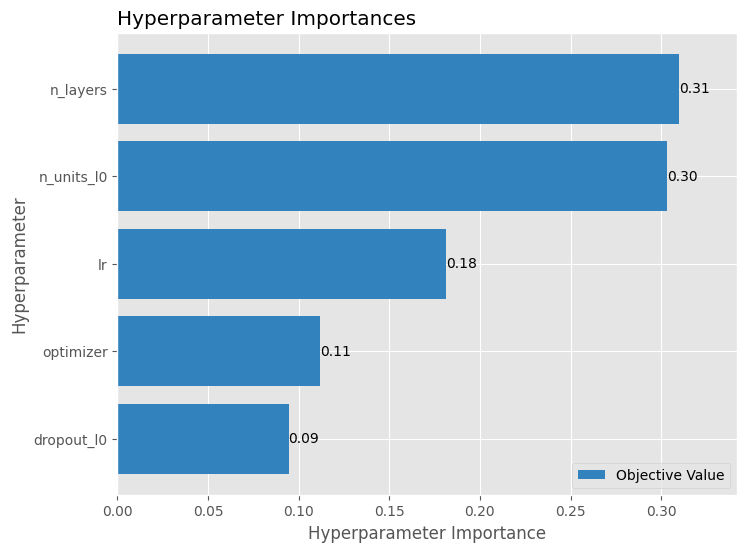 Hyperparameter Importances
Hyperparameter
n_layers
0.31
n_units_l0
0.30
lr
0.18
optimizer
0.11
dropout_l0
0.09
Objective Value
0.00 0.05 0.10 0.15 0.20 0.25 0.30
Hyperparameter Importance